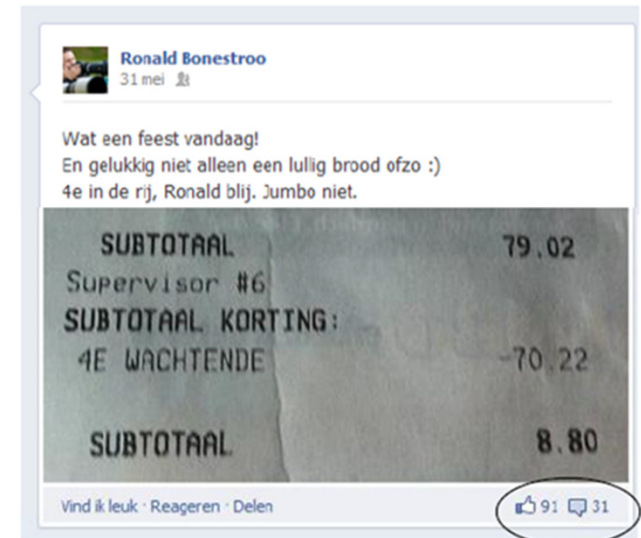 Ronald Bonestroo
31 mei
Wat een feest vandaag!
En gelukkig niet alleen een lullig brood ofzo :)
4e in de rij, Ronald blij. Jumbo niet.
SUBTOTAAL 79.02
Supervisor #6
SUBTOTAAL KORTING:
4E WACHTENDE -70.22
SUBTOTAAL 8.80
Vind ik leuk · Reageren · Delen 91 31